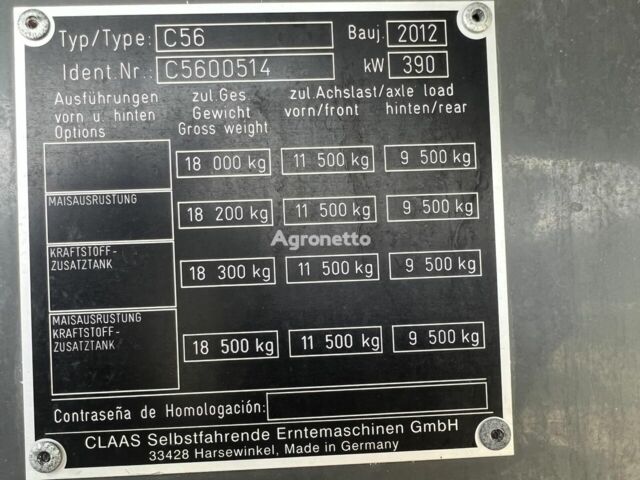 Typ/Type: C56 Bauj. 2012
Ident.Nr.: C5600514 kW 390
Ausführungen zul.Ges. zul.Achslast/axle load
vorn u. hinten Gewicht vorn/front hinten/rear
Options Gross weight
18 000 kg 11 500 kg 9 500 kg
MAISAUSRÜSTUNG
18 200 kg 11 500 kg 9 500 kg
Agronetto
KRAFTSTOFF-
ZUSATZTANK
18 300 kg 11 500 kg 9 500 kg
MAISAUSRÜSTUNG
KRAFTSTOFF-
ZUSATZTANK
18 500 kg 11 500 kg 9 500 kg
Contraseña de Homologación:
CLAAS Selbstfahrende Erntemaschinen GmbH
33428 Harsewinkel, Made in Germany